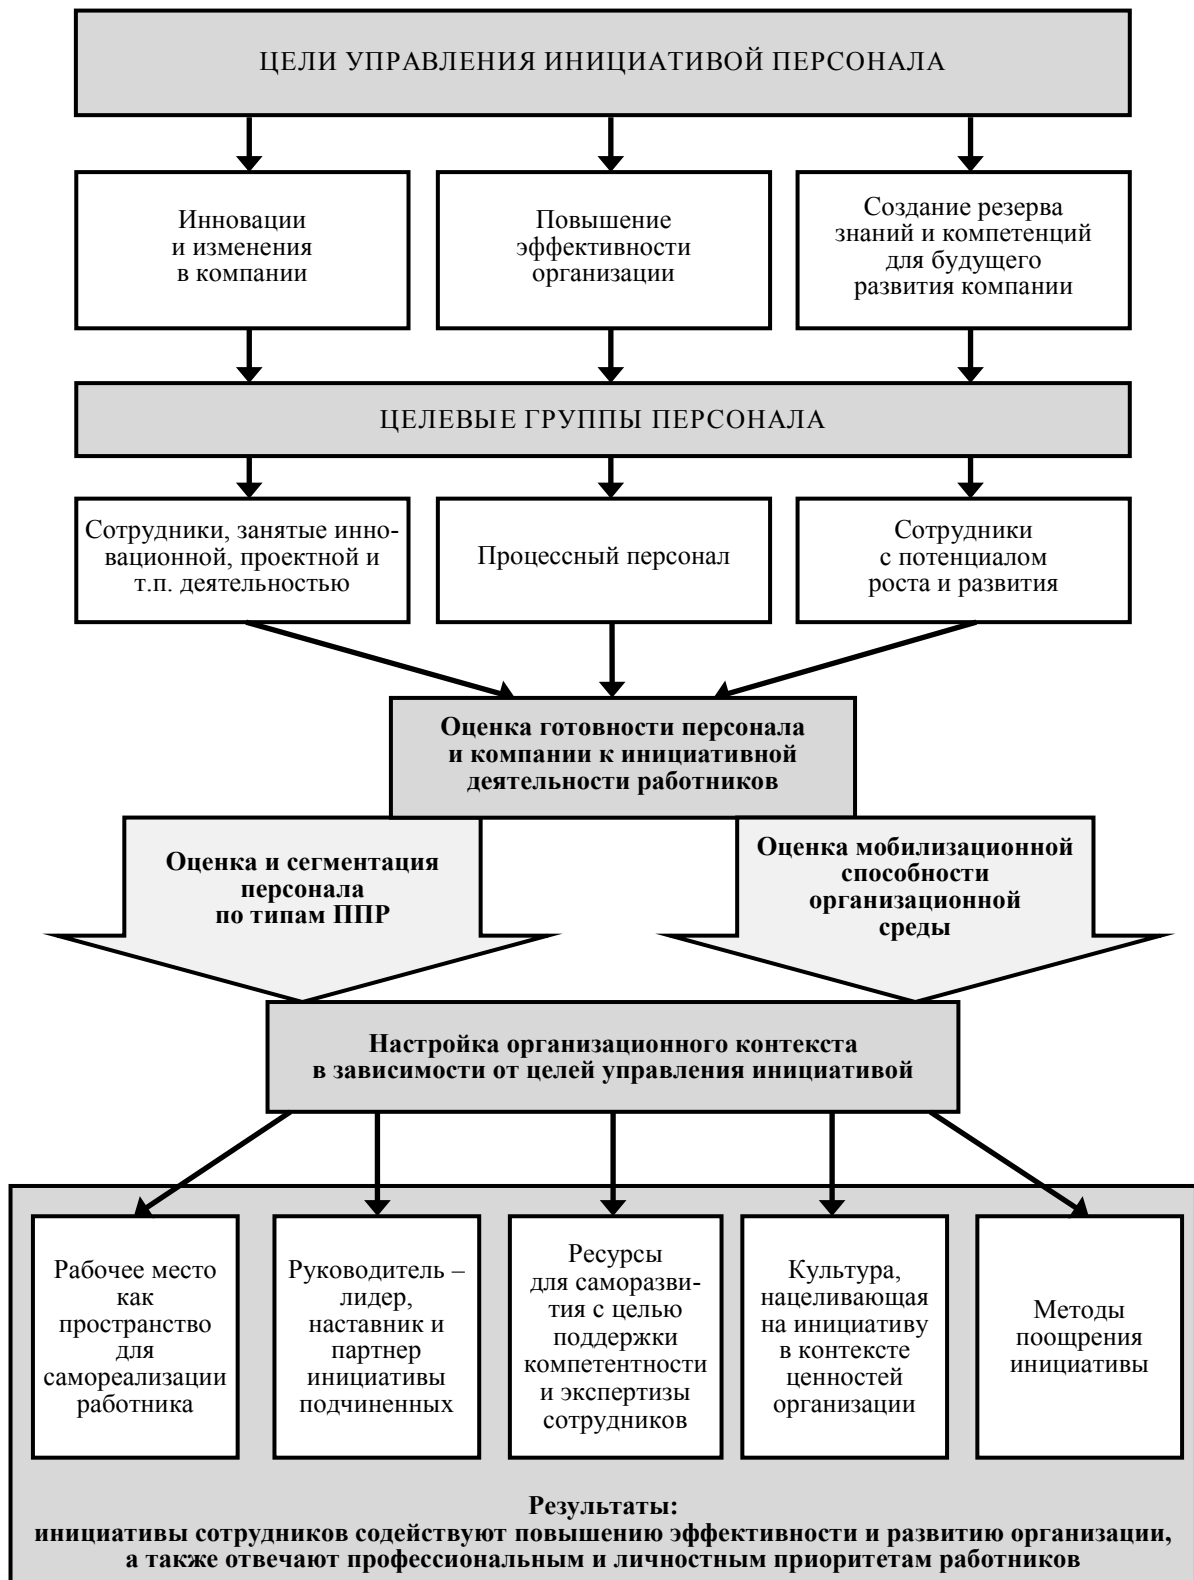 ЦЕЛИ УПРАВЛЕНИЯ ИНИЦИАТИВОЙ ПЕРСОНАЛА
Инновации
и изменения
в компании
Повышение
эффективности
организации
Создание резерва
знаний и компетенций
для будущего
развития компании
ЦЕЛЕВЫЕ ГРУППЫ ПЕРСОНАЛА
Сотрудники, занятые инно-
вационной, проектной и
т.п. деятельностью
Процессный персонал
Сотрудники
с потенциалом
роста и развития
Оценка готовности персонала
и компании к инициативной
деятельности работников
Оценка и сегментация
персонала
по типам ППР
Оценка мобилизационной
способности
организационной
среды
Настройка организационного контекста
в зависимости от целей управления инициативой
Рабочее место
как
пространство
для
самореализации
работника
Руководитель –
лидер,
наставник и
партнер
инициативы
подчиненных
Ресурсы
для саморазви-
тия с целью
поддержки
компетентности
и экспертизы
сотрудников
Культура,
нацеливающая
на инициативу
в контексте
ценностей
организации
Методы
поощрения
инициативы
Результаты:
инициативы сотрудников содействуют повышению эффективности и развитию организации,
а также отвечают профессиональным и личностным приоритетам работников